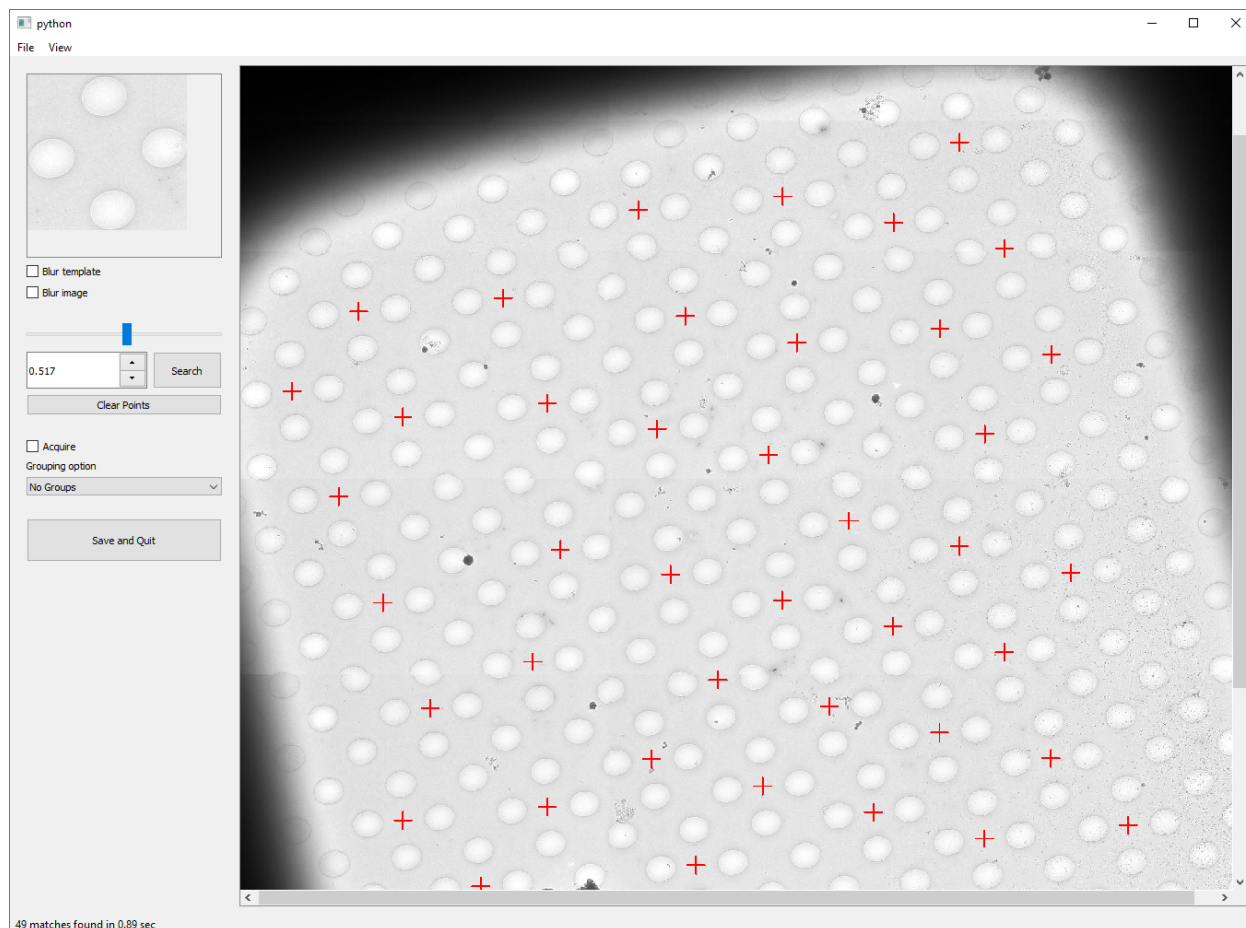 python
File View
Blur template
Blur image
0.517
Search
Clear Points
Acquire
Grouping option
No Groups
Save and Quit
49 matches found in 0.89 sec